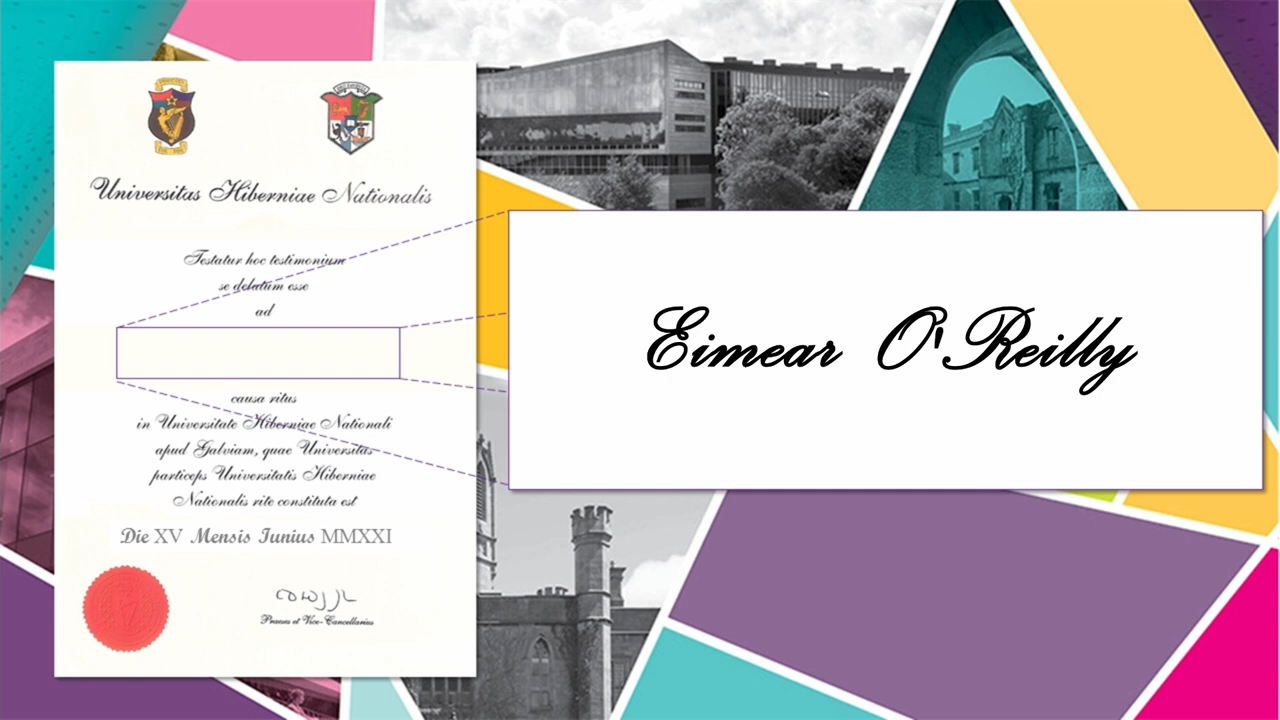 Universitas Hiberniae Nationalis
Testatur hoc testimonium
se delatum esse
ad
Eimear O'Reilly
causa ritus
in Universitate Hiberniae Nationali
apud Galviam, quae Universitas
particeps Universitatis Hiberniae
Nationalis rite constituta est
Die XV Mensis Iunius MMXXI
Praeses et Vice-Cancellarius